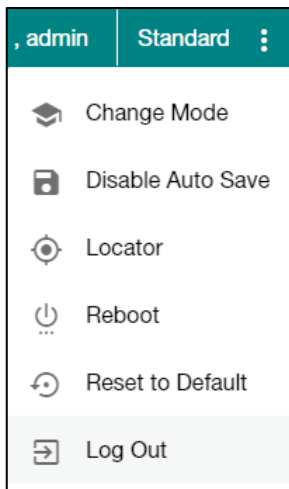 , admin Standard
Change Mode
Disable Auto Save
Locator
Reboot
Reset to Default
Log Out